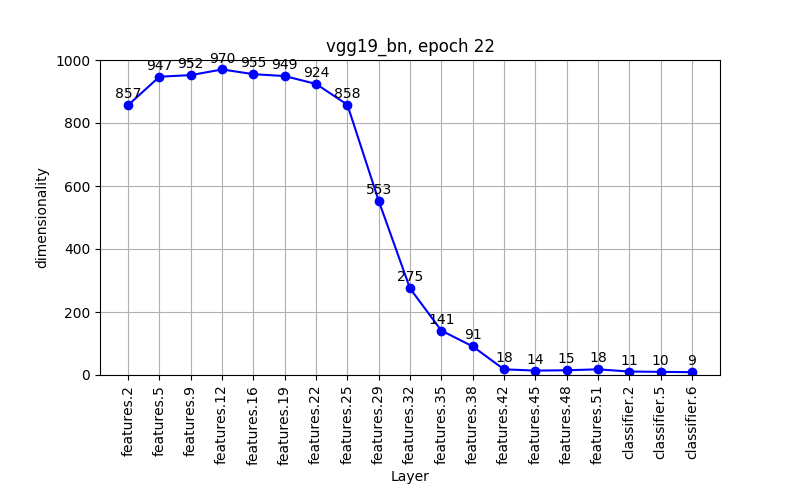 vgg19_bn, epoch 22
1000
800
600
400
200
0
dimensionality
857
947
952
970
955
949
924
858
553
275
141
91
18
14
15
18
11
10
9
features.2
features.5
features.9
features.12
features.16
features.19
features.22
features.25
features.29
features.32
features.35
features.38
features.42
features.45
features.48
features.51
classifier.2
classifier.5
classifier.6
Layer